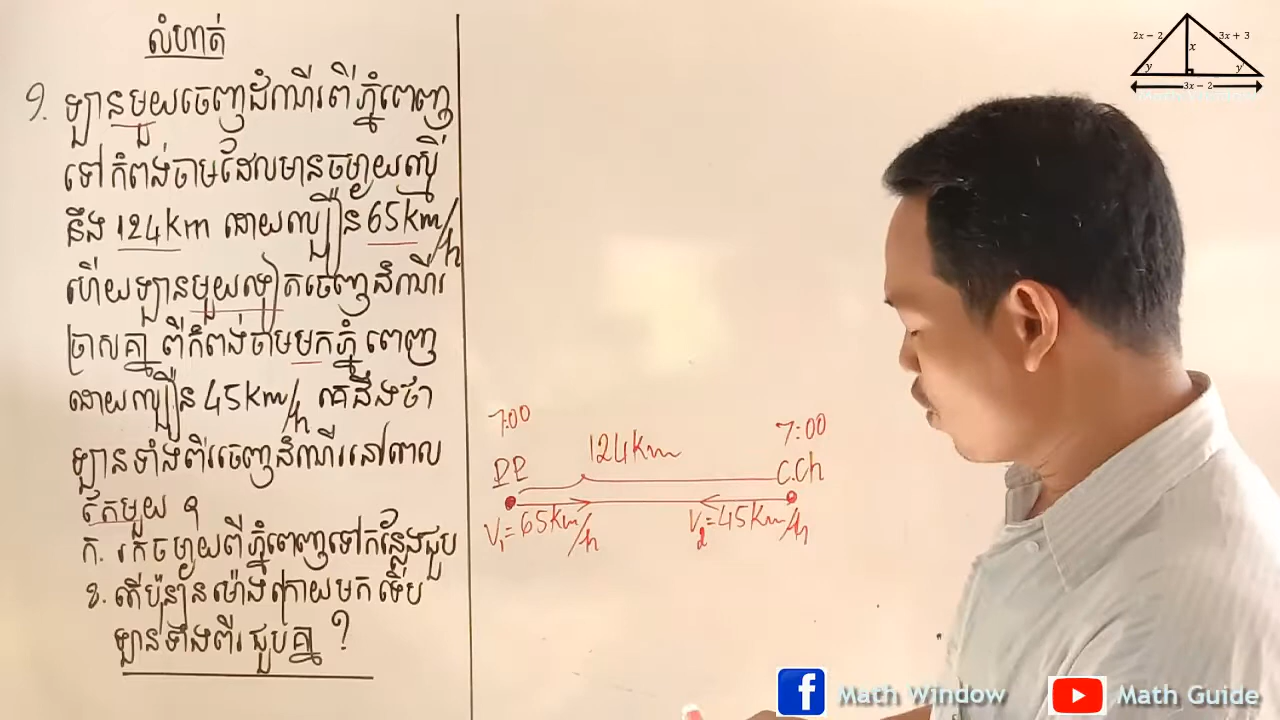 លំហាត់
១. ឡានមួយចេញដំណើរពីភ្នំពេញ
ទៅកំពង់ចាមដែលមានចម្ងាយស្មើ
នឹង 124km ដោយល្បឿន 65km/h
ហើយឡានមួយទៀតចេញដំណើរ
ច្រាសគ្នា ពីកំពង់ចាមមកភ្នំពេញ
ដោយល្បឿន 45km/h គេដឹងថា
ឡានទាំងពីរចេញដំណើរនៅពេល
តែមួយ ។
ក. រកចម្ងាយពីភ្នំពេញទៅកន្លែងជួប
ខ. តើប៉ុន្មានម៉ោងក្រោយមកទើប
ឡានទាំងពីរជួបគ្នា ?
7:00
7:00
124km
P.P
C.Ch
V₁=65km/h
V₂=45km/h
2x − 2
3x + 3
x
y
y
3x − 2
Math Window
Math Guide